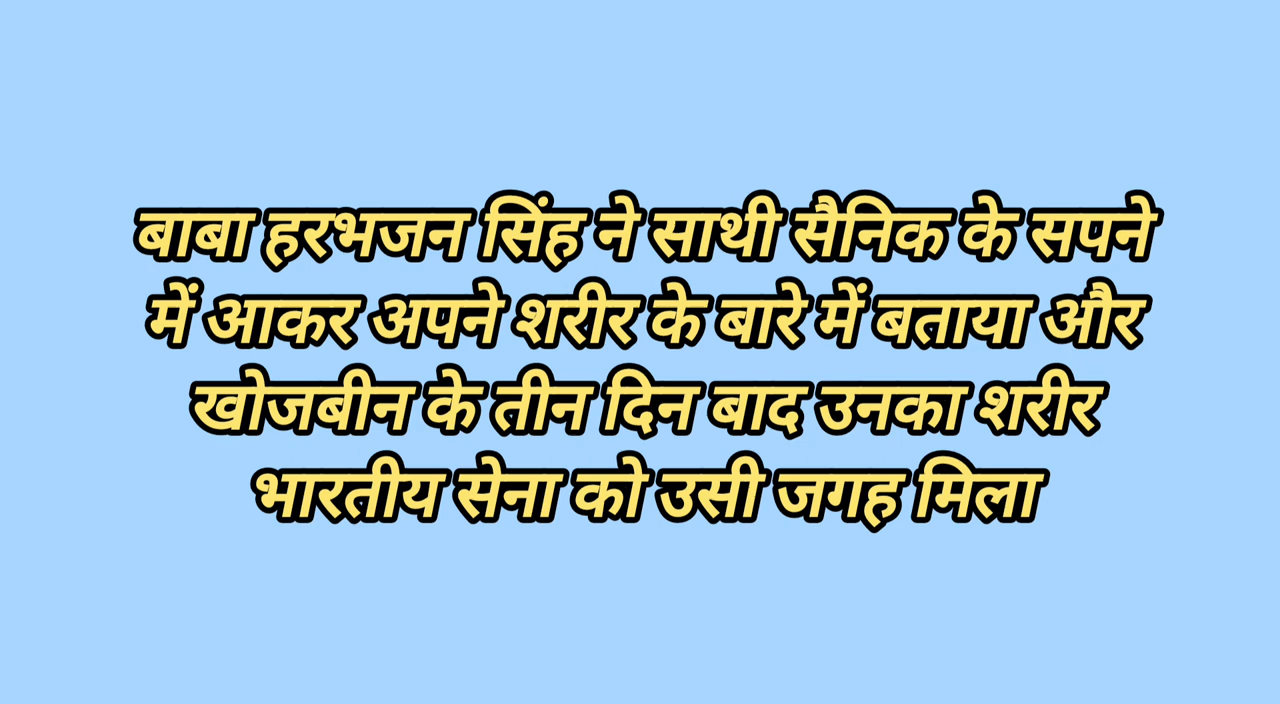 बाबा हरभजन सिंह ने साथी सैनिक के सपने
में आकर अपने शरीर के बारे में बताया और
खोजबीन के तीन दिन बाद उनका शरीर
भारतीय सेना को उसी जगह मिला